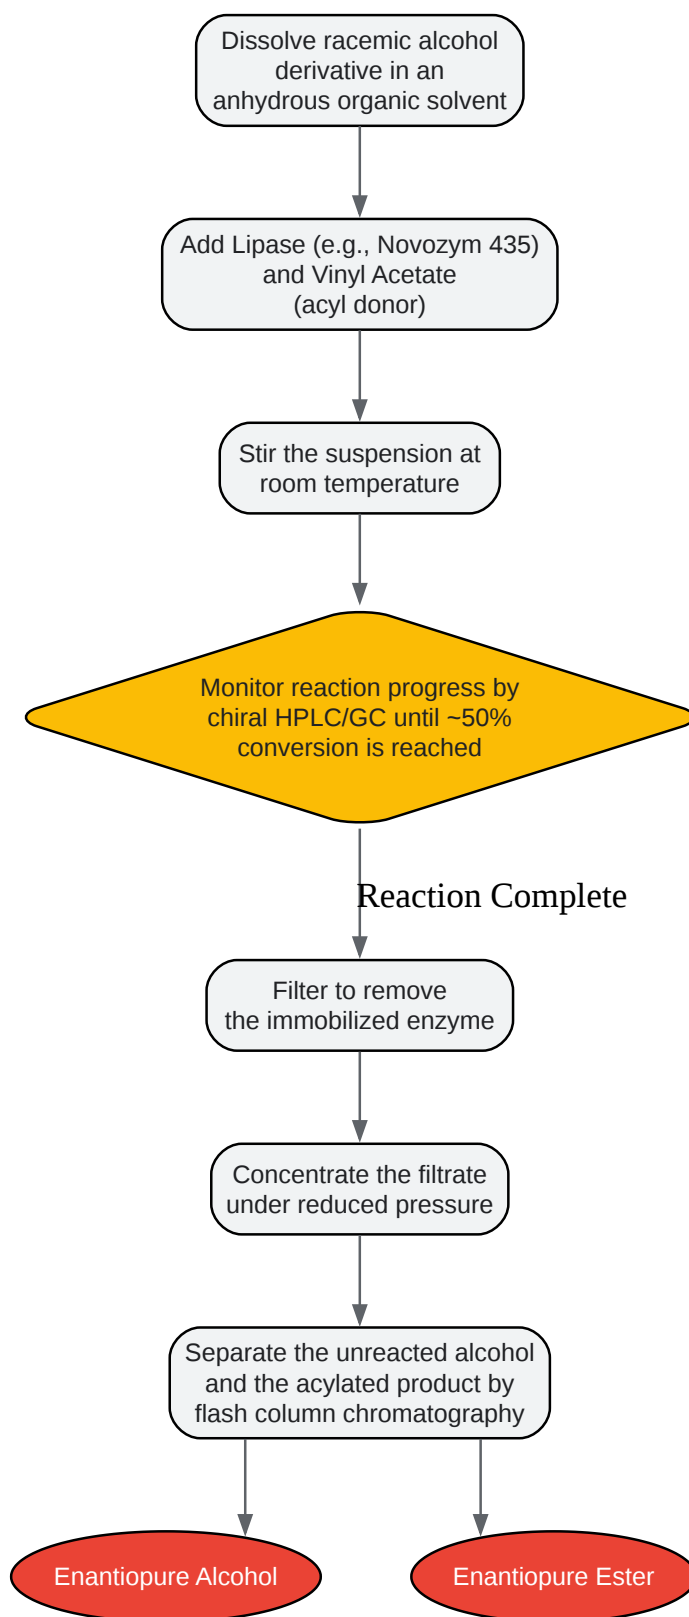 Dissolve racemic alcohol
derivative in an
anhydrous organic solvent
Add Lipase (e.g., Novozym 435)
and Vinyl Acetate
(acyl donor)
Stir the suspension at
room temperature
Monitor reaction progress by
chiral HPLC/GC until ~50%
conversion is reached
Reaction Complete
Filter to remove
the immobilized enzyme
Concentrate the filtrate
under reduced pressure
Separate the unreacted alcohol
and the acylated product by
flash column chromatography
Enantiopure Alcohol
Enantiopure Ester